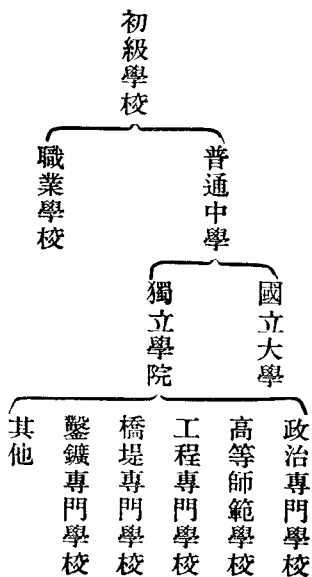 初級學校
普通中學
職業學校
國立大學
獨立學院
政治專門學校
高等師範學校
工程專門學校
橋堤專門學校
鑿鑛專門學校
其他